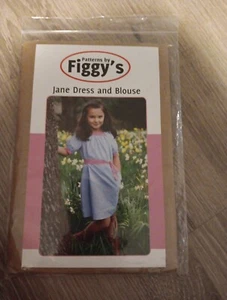 Patterns by
Figgy's
Jane Dress and Blouse